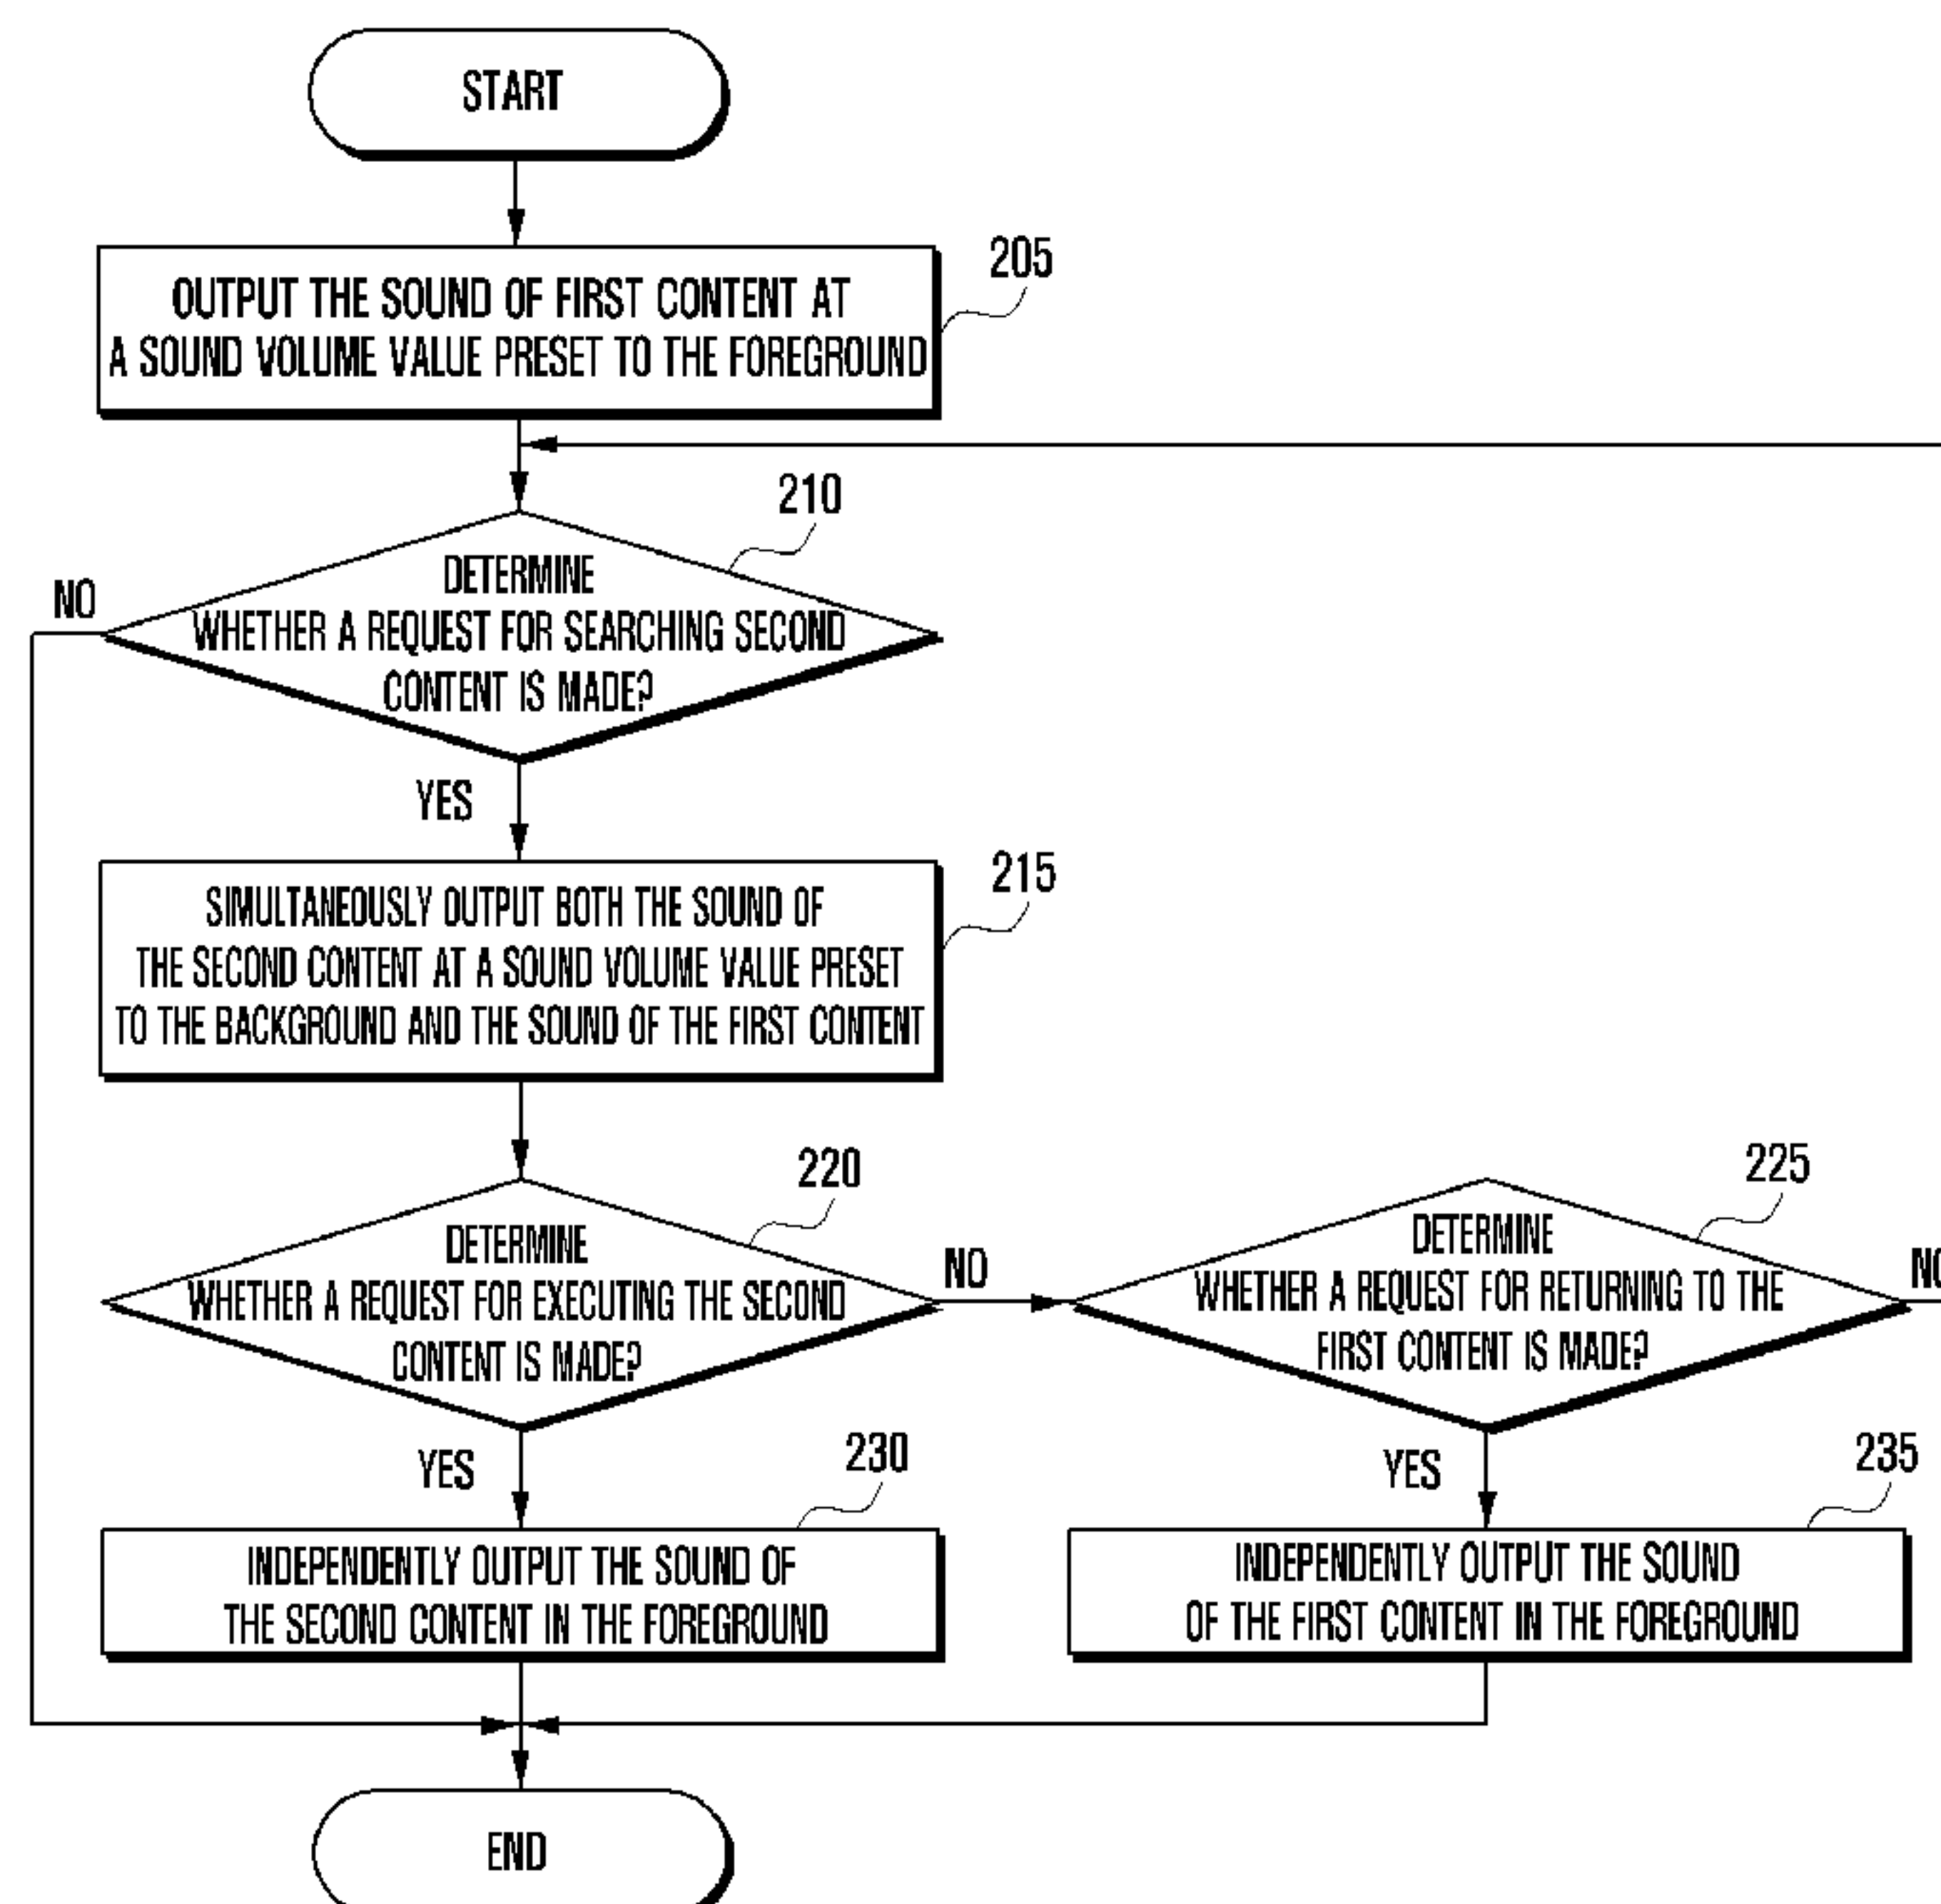 START
205
OUTPUT THE SOUND OF FIRST CONTENT AT
A SOUND VOLUME VALUE PRESET TO THE FOREGROUND
210
DETERMINE
WHETHER A REQUEST FOR SEARCHING SECOND
CONTENT IS MADE?
NO
YES
215
SIMULTANEOUSLY OUTPUT BOTH THE SOUND OF
THE SECOND CONTENT AT A SOUND VOLUME VALUE PRESET
TO THE BACKGROUND AND THE SOUND OF THE FIRST CONTENT
220
DETERMINE
WHETHER A REQUEST FOR EXECUTING THE SECOND
CONTENT IS MADE?
NO
225
DETERMINE
WHETHER A REQUEST FOR RETURNING TO THE
FIRST CONTENT IS MADE?
NO
YES
230
INDEPENDENTLY OUTPUT THE SOUND OF
THE SECOND CONTENT IN THE FOREGROUND
YES
235
INDEPENDENTLY OUTPUT THE SOUND
OF THE FIRST CONTENT IN THE FOREGROUND
END